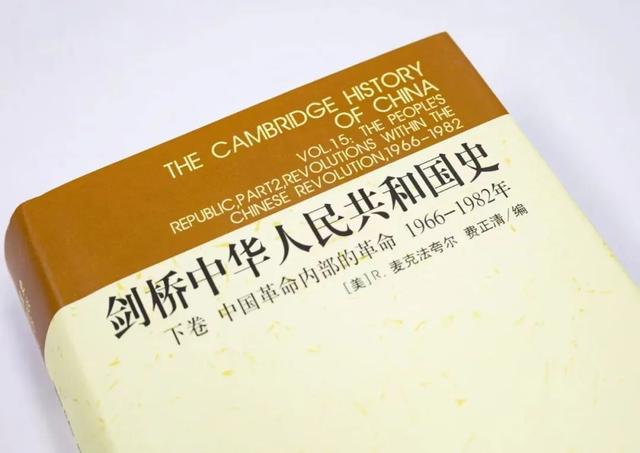 THE CAMBRIDGE HISTORY
OF CHINA
VOL.15: THE PEOPLE'S
REPUBLIC,PART2,REVOLUTIONS WITHIN THE
CHINESE REVOLUTION,1966-1982
剑桥中华人民共和国史
下卷 中国革命内部的革命 1966-1982年
[美]R.麦克法夸尔 费正清/编